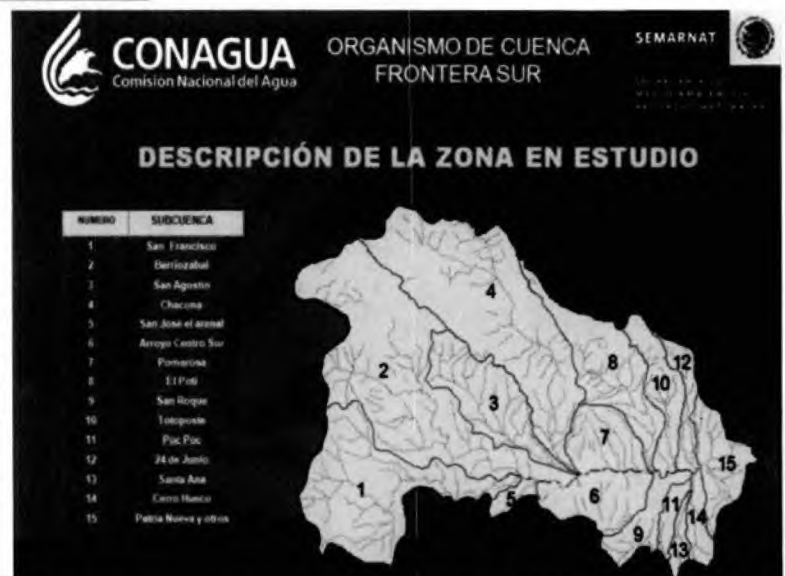 CONAGUA
Comisión Nacional del Agua
ORGANISMO DE CUENCA
FRONTERA SUR
SEMARNAT
DESCRIPCIÓN DE LA ZONA EN ESTUDIO
NUMERO SUBCUENCA
1 San Francisco
2 Berriozabal
3 San Agustin
4 Chacona
5 San José el arenal
6 Arroyo Centro Sur
7 Pomarosa
8 El Poti
9 San Roque
10 Totoposte
11 Poc Poc
12 24 de Junio
13 Santa Ana
14 Cerro Hueco
15 Patria Nueva y otros
4
2
3
8
10
12
7
15
1
5
6
11
14
9
13